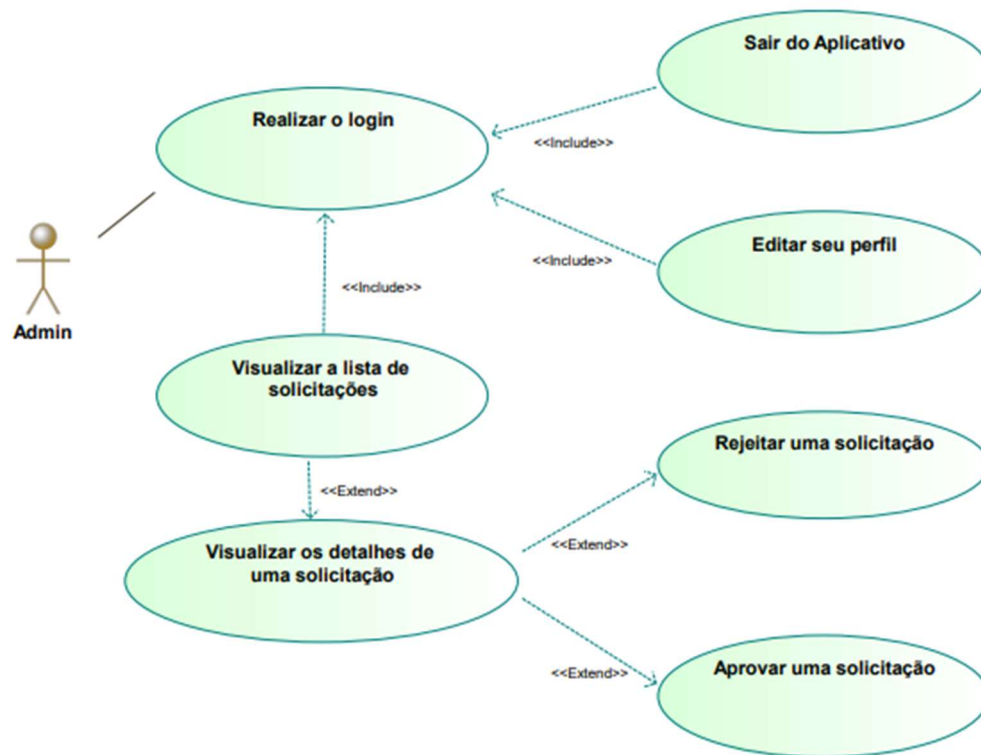 Sair do Aplicativo
Realizar o login
<<Include>>
Editar seu perfil
<<Include>>
<<Include>>
Admin
Visualizar a lista de
solicitações
Rejeitar uma solicitação
<<Extend>>
<<Extend>>
Visualizar os detalhes de
uma solicitação
Aprovar uma solicitação
<<Extend>>